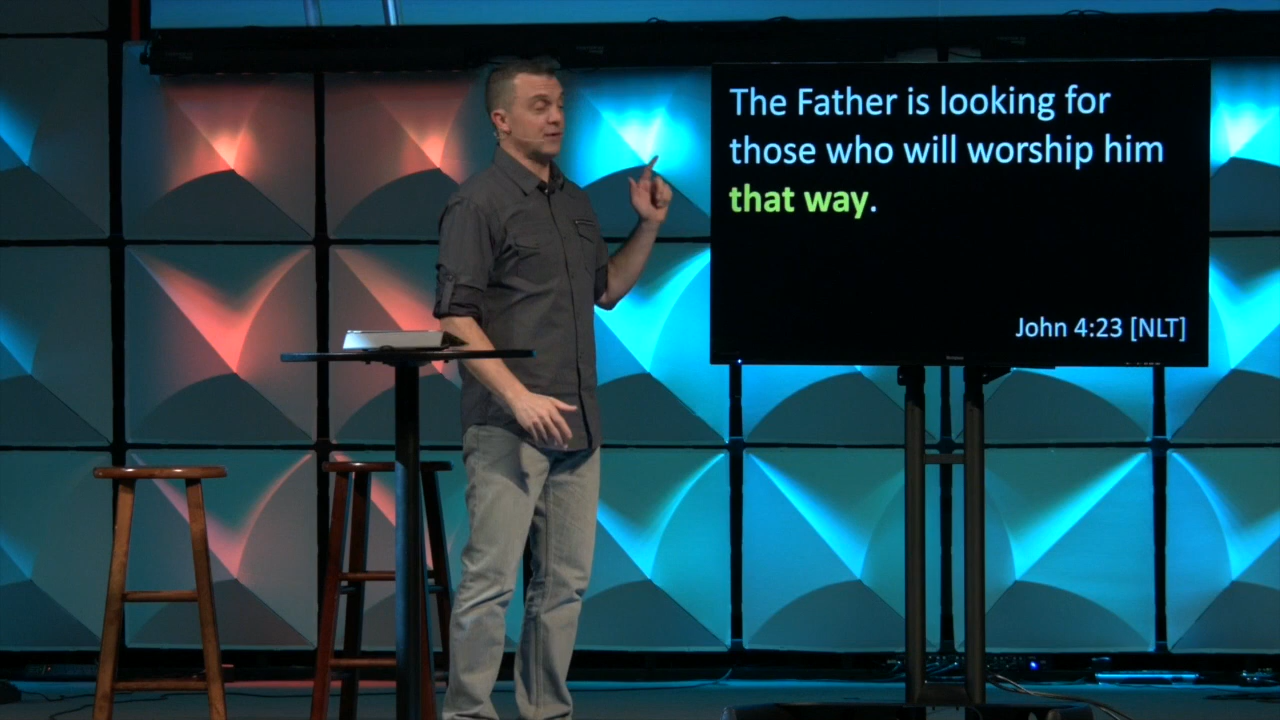 The Father is looking for
those who will worship him
that way.
John 4:23 [NLT]